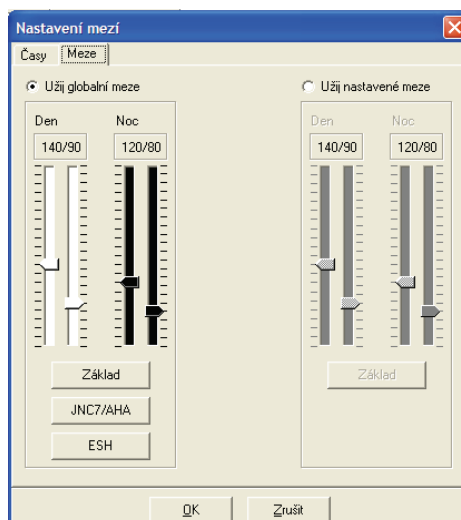 Nastavení mezí
Časy Meze
Užij globální meze Užij nastavené meze
Den Noc Den Noc
140/90 120/80 140/90 120/80
Základ Základ
JNC7/AHA
ESH
OK Zrušit